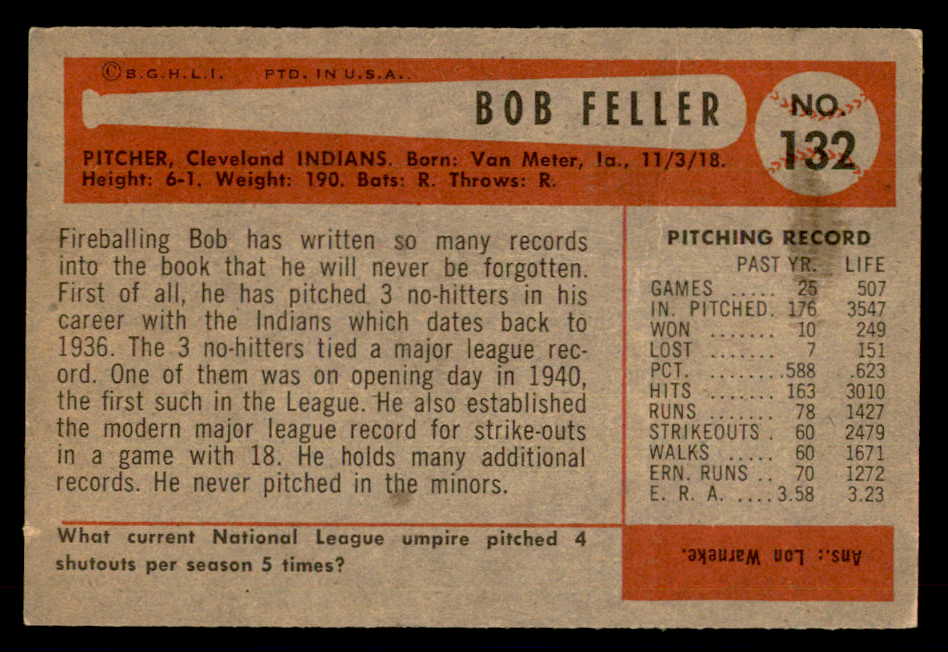 ©B.G.H.L.I. PTD. IN U.S.A.
BOB FELLER
NO.
132
PITCHER, Cleveland INDIANS. Born: Van Meter, Ia., 11/3/18.
Height: 6-1. Weight: 190. Bats: R. Throws: R.
Fireballing Bob has written so many records
into the book that he will never be forgotten.
First of all, he has pitched 3 no-hitters in his
career with the Indians which dates back to
1936. The 3 no-hitters tied a major league rec-
ord. One of them was on opening day in 1940,
the first such in the League. He also established
the modern major league record for strike-outs
in a game with 18. He holds many additional
records. He never pitched in the minors.
PITCHING RECORD
PAST YR. LIFE
GAMES ..... 25 507
IN. PITCHED. 176 3547
WON ....... 10 249
LOST ....... 7 151
PCT. ........ .588 .623
HITS ....... 163 3010
RUNS ....... 78 1427
STRIKEOUTS . 60 2479
WALKS ..... 60 1671
ERN. RUNS .. 70 1272
E. R. A. .... 3.58 3.23
What current National League umpire pitched 4
shutouts per season 5 times?
Ans.: Lon Warneke.